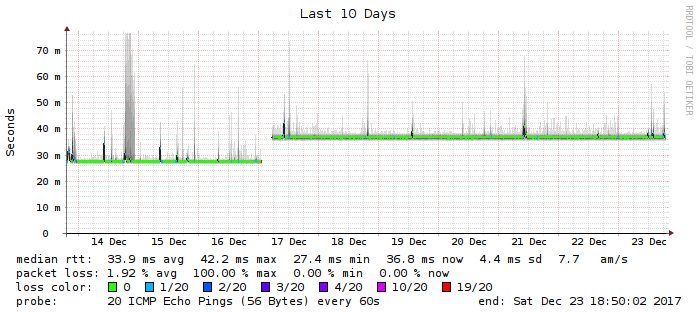 Last 10 Days
RRDTOOL / TOBI OETIKER
Seconds
70 m
60 m
50 m
40 m
30 m
20 m
10 m
0
14 Dec 15 Dec 16 Dec 17 Dec 18 Dec 19 Dec 20 Dec 21 Dec 22 Dec 23 Dec
median rtt: 33.9 ms avg 42.2 ms max 27.4 ms min 36.8 ms now 4.4 ms sd 7.7 am/s
packet loss: 1.92 % avg 100.00 % max 0.00 % min 0.00 % now
loss color: 0 1/20 2/20 3/20 4/20 10/20 19/20
probe: 20 ICMP Echo Pings (56 Bytes) every 60s end: Sat Dec 23 18:50:02 2017